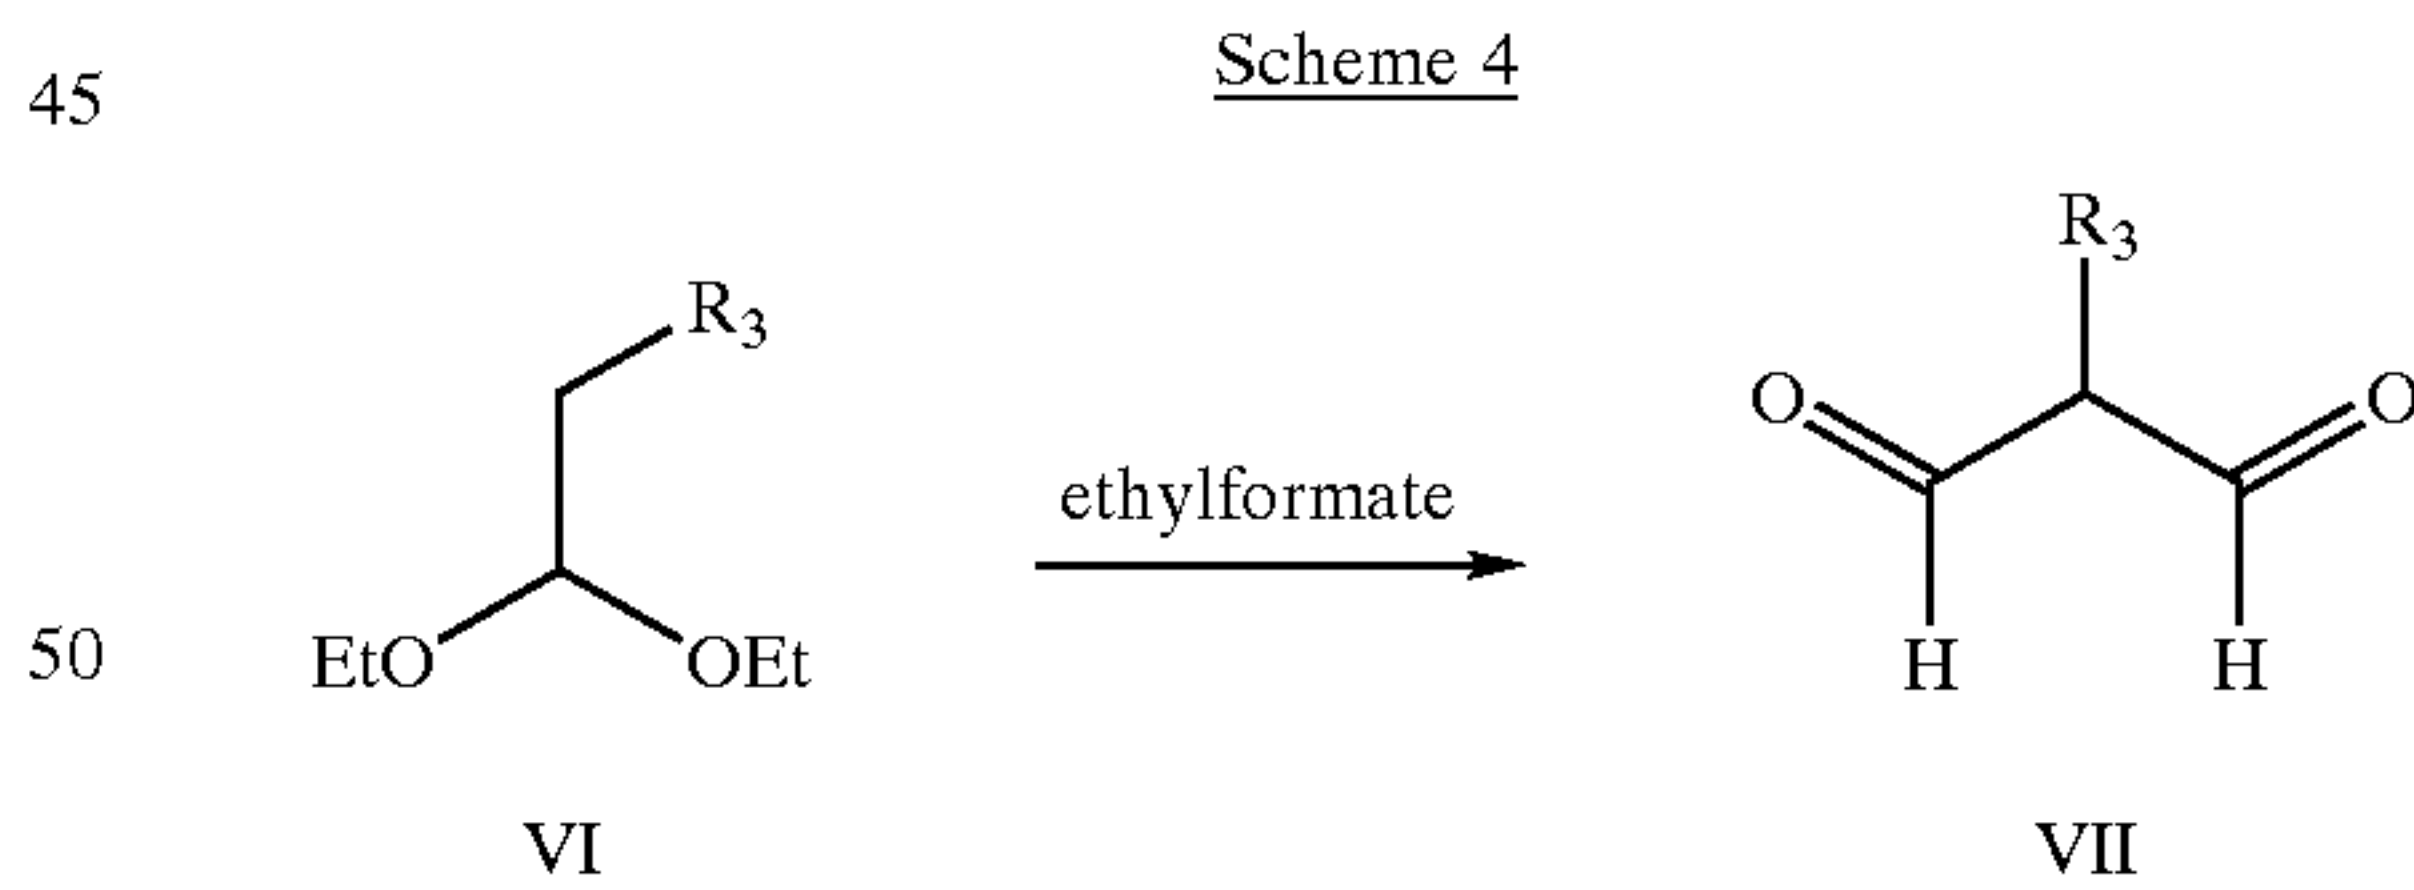 45
Scheme 4
R3
R3
O
O
ethylformate
50
EtO
OEt
H
H
VI
VII